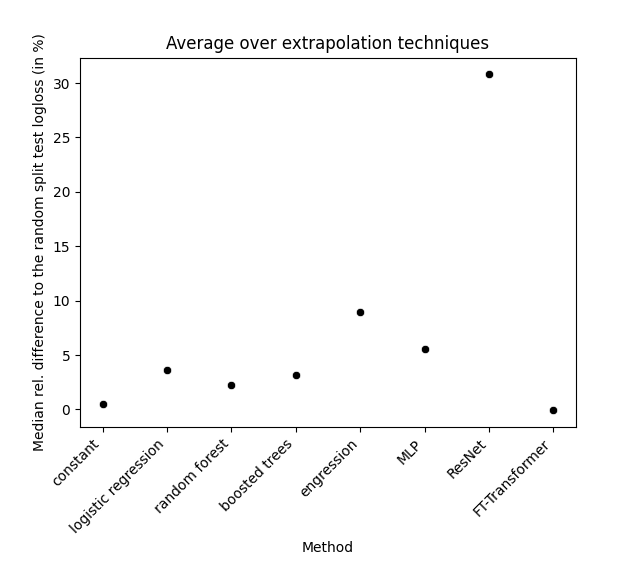 Average over extrapolation techniques
Median rel. difference to the random split test logloss (in %)
30
25
20
15
10
5
0
constant
logistic regression
random forest
boosted trees
engression
MLP
ResNet
FT-Transformer
Method